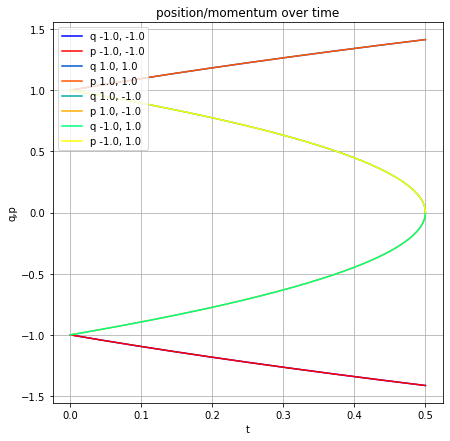 position/momentum over time
q -1.0, -1.0
p -1.0, -1.0
q 1.0, 1.0
p 1.0, 1.0
q 1.0, -1.0
p 1.0, -1.0
q -1.0, 1.0
p -1.0, 1.0
1.5
1.0
0.5
0.0
−0.5
−1.0
−1.5
q,p
0.0 0.1 0.2 0.3 0.4 0.5
t